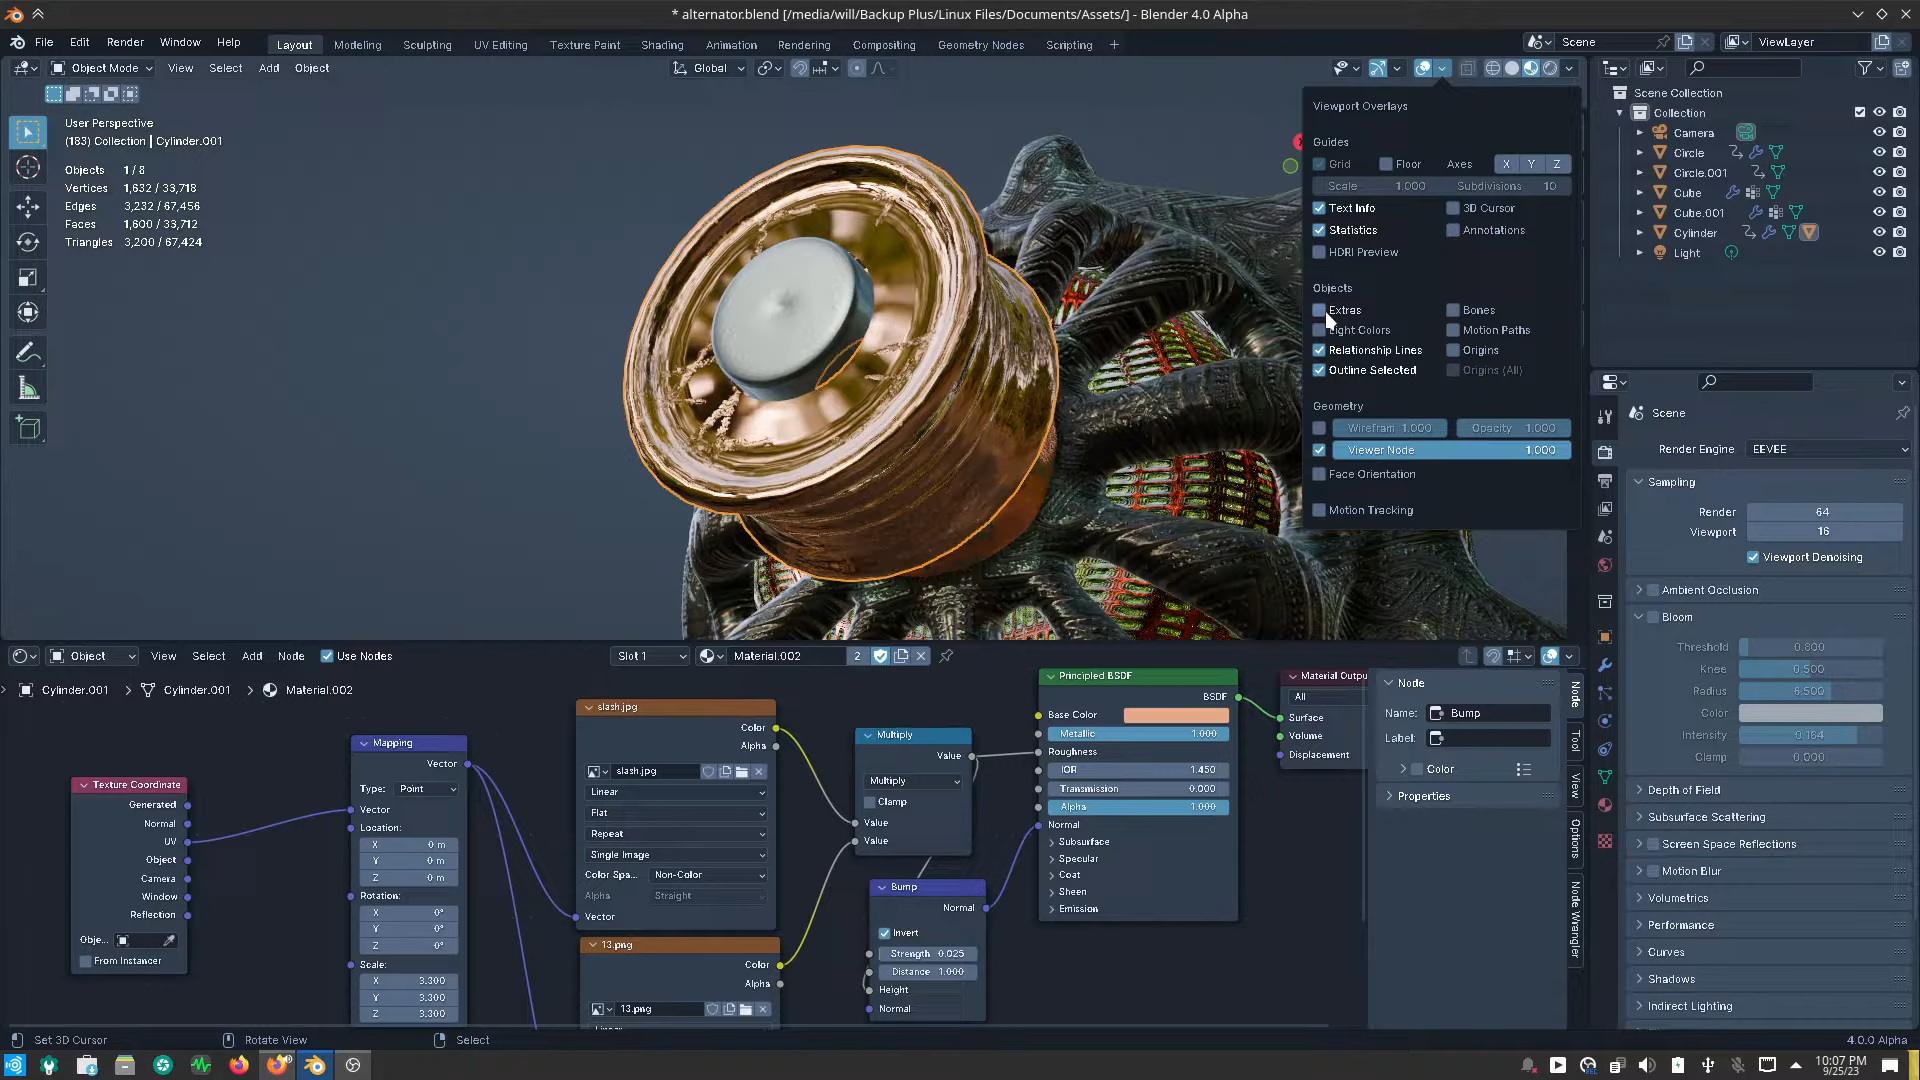 * alternator.blend [/media/will/Backup Plus/Linux Files/Documents/Assets/] - Blender 4.0 Alpha
File Edit Render Window Help
Layout Modeling Sculpting UV Editing Texture Paint Shading Animation Rendering Compositing Geometry Nodes Scripting +
Scene
ViewLayer
Object Mode View Select Add Object
Global
User Perspective
(183) Collection | Cylinder.001
Objects 1 / 8
Vertices 1,632 / 33,718
Edges 3,232 / 67,456
Faces 1,600 / 33,712
Triangles 3,200 / 67,424
Viewport Overlays
Guides
Grid Floor Axes X Y Z
Scale 1.000 Subdivisions 10
Text Info 3D Cursor
Statistics Annotations
HDRI Preview
Objects
Extras Bones
Light Colors Motion Paths
Relationship Lines Origins
Outline Selected Origins (All)
Geometry
Wirefram 1.000 Opacity 1.000
Viewer Node 1.000
Face Orientation
Motion Tracking
Scene Collection
Collection
Camera
Circle
Circle.001
Cube
Cube.001
Cylinder
Light
Scene
Render Engine EEVEE
Sampling
Render 64
Viewport 16
Viewport Denoising
Ambient Occlusion
Bloom
Threshold 0.800
Knee 0.500
Radius 6.500
Color
Intensity 0.164
Clamp 0.000
Depth of Field
Subsurface Scattering
Screen Space Reflections
Motion Blur
Volumetrics
Performance
Curves
Shadows
Indirect Lighting
Object View Select Add Node Use Nodes
Slot 1
Material.002 2
Cylinder.001 > Cylinder.001 > Material.002
Texture Coordinate
Generated
Normal
UV
Object
Camera
Window
Reflection
Obje...
From Instancer
Mapping
Vector
Type: Point
Vector
Location:
X 0 m
Y 0 m
Z 0 m
Rotation:
X 0°
Y 0°
Z 0°
Scale:
X 3.300
Y 3.300
Z 3.300
slash.jpg
Color
Alpha
slash.jpg
Linear
Flat
Repeat
Single Image
Color Spa... Non-Color
Alpha Straight
Vector
13.png
Color
Alpha
13.png
Multiply
Value
Multiply
Clamp
Value
Value
Bump
Normal
Invert
Strength 0.025
Distance 1.000
Height
Normal
Principled BSDF
BSDF
Base Color
Metallic 1.000
Roughness
IOR 1.450
Transmission 0.000
Alpha 1.000
Normal
Subsurface
Specular
Coat
Sheen
Emission
Material Outpu
All
Surface
Volume
Displacement
Node
Name: Bump
Label:
Color
Properties
Node
Tool
View
Options
Node Wrangler
Set 3D Cursor Rotate View Select
4.0.0 Alpha
10:07 PM
9/25/23